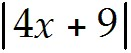 |4x + 9|